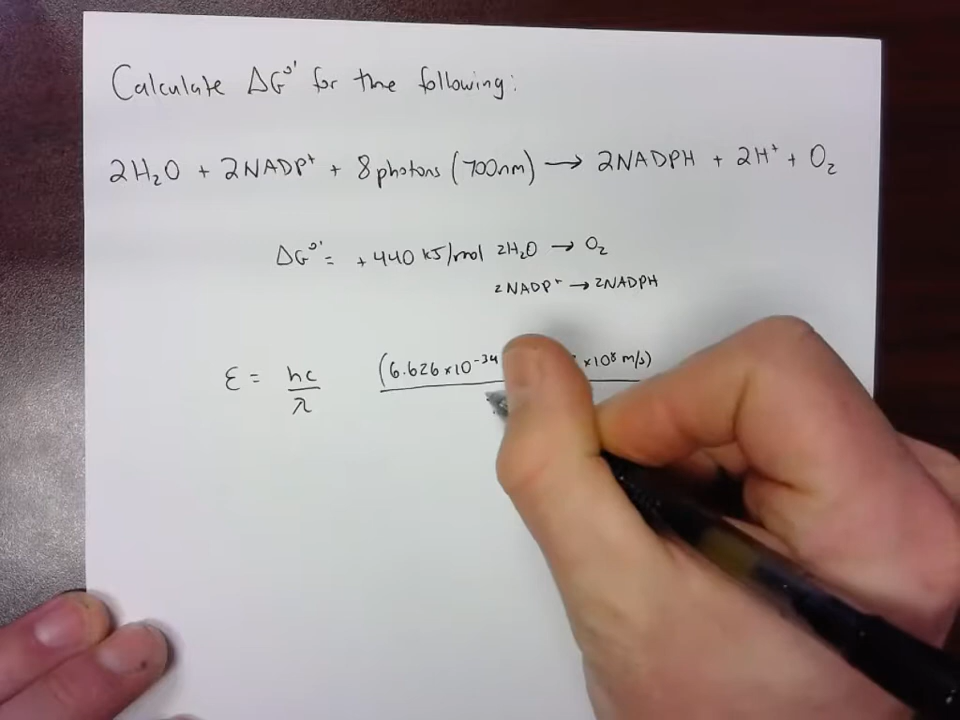 Calculate ΔG°' for the following:
2H₂O + 2NADP⁺ + 8 photons (700nm) → 2NADPH + 2H⁺ + O₂
ΔG°' = +440 kJ/mol 2H₂O → O₂
2NADP⁺ → 2NADPH
E = hc/λ (6.626×10⁻³⁴ ×10⁸ m/s)